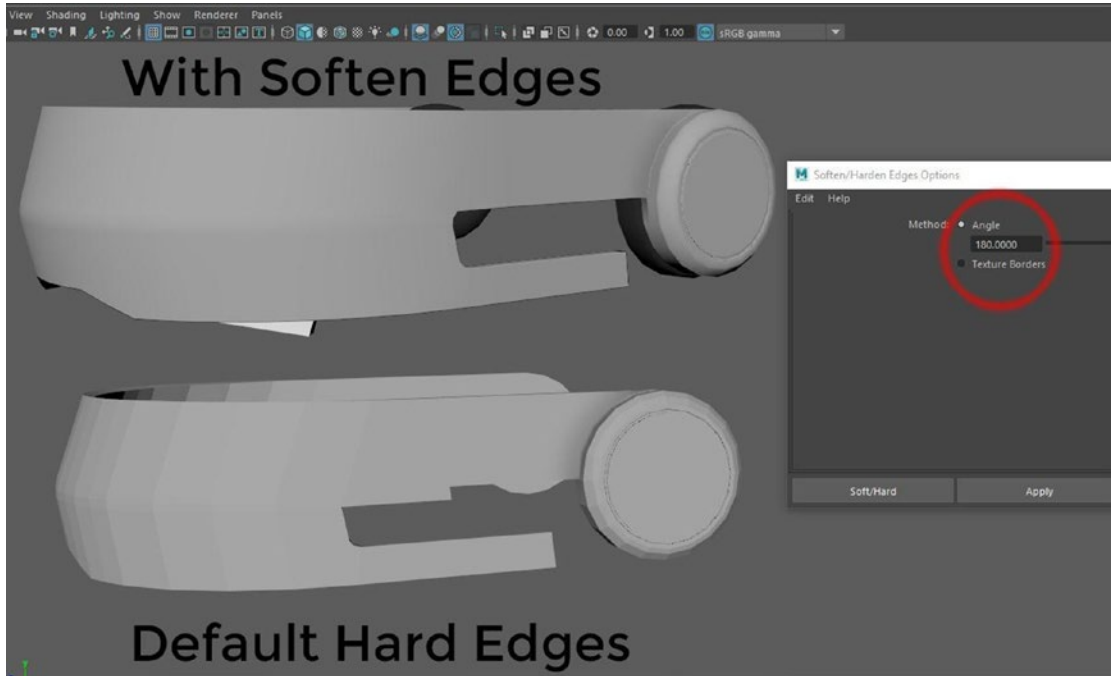 View Shading Lighting Show Renderer Panels
0.00 1.00 sRGB gamma
With Soften Edges
Soften/Harden Edges Options
Edit Help
Method: Angle
180.0000
Texture Borders
Soft/Hard Apply
Default Hard Edges